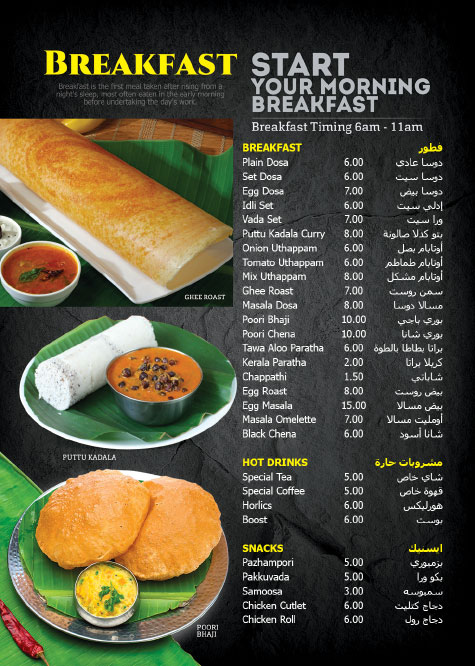 BREAKFAST
Breakfast is the first meal taken after rising from a
night's sleep, most often eaten in the early morning
before undertaking the day's work.
START
YOUR MORNING
BREAKFAST
Breakfast Timing 6am - 11am
BREAKFAST فطور
Plain Dosa 6.00 دوسا عادي
Set Dosa 6.00 دوسا سيت
Egg Dosa 7.00 دوسا بيض
Idli Set 6.00 إدلي سيت
Vada Set 7.00 ورا سيت
Puttu Kadala Curry 8.00 بتو كدلا صالونة
Onion Uthappam 6.00 أوتابام بصل
Tomato Uthappam 6.00 أوتابام طماطم
Mix Uthappam 8.00 أوتابام مشكل
Ghee Roast 7.00 سمن روست
Masala Dosa 8.00 مسالا دوسا
Poori Bhaji 10.00 بوري باجي
Poori Chena 10.00 بوري شانا
Tawa Aloo Paratha 6.00 براتا بطاطا بالطوة
Kerala Paratha 2.00 كريلا براتا
Chappathi 1.50 شاباتي
Egg Roast 8.00 بيض روست
Egg Masala 15.00 بيض مسالا
Masala Omelette 7.00 أومليت مسالا
Black Chena 6.00 شانا أسود
HOT DRINKS مشروبات حارة
Special Tea 5.00 شاي خاص
Special Coffee 5.00 قهوة خاص
Horlics 6.00 هورليكس
Boost 6.00 بوست
SNACKS اسنيك
Pazhampori 5.00 بزمبوري
Pakkuvada 5.00 بكو ورا
Samoosa 3.00 سمبوسه
Chicken Cutlet 6.00 دجاج كتليت
Chicken Roll 6.00 دجاج رول
GHEE ROAST
PUTTU KADALA
POORI
BHAJI